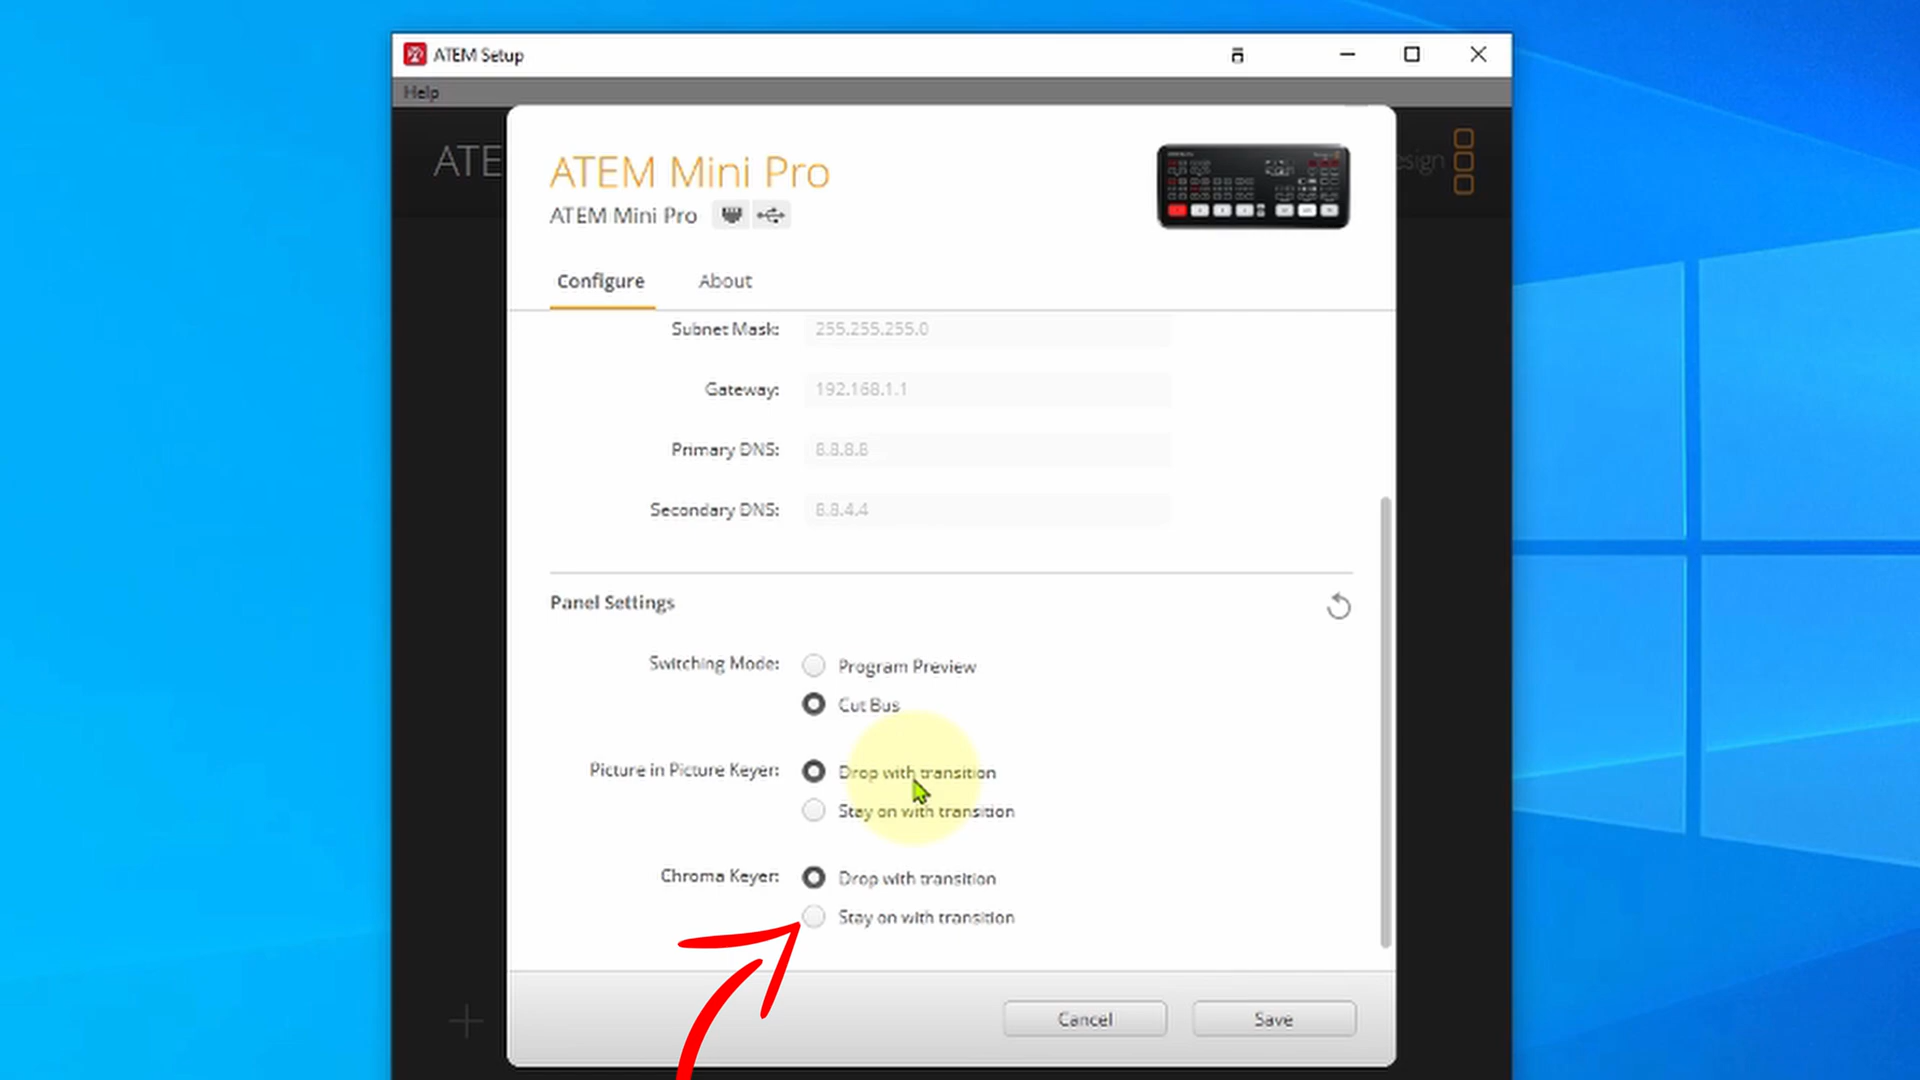 ATEM Setup
Help
ATE
esign
ATEM Mini Pro
ATEM Mini Pro
Configure About
Subnet Mask: 255.255.255.0
Gateway: 192.168.1.1
Primary DNS: 8.8.8.8
Secondary DNS: 8.8.4.4
Panel Settings
Switching Mode: Program Preview
Cut Bus
Picture in Picture Keyer: Drop with transition
Stay on with transition
Chroma Keyer: Drop with transition
Stay on with transition
Cancel Save